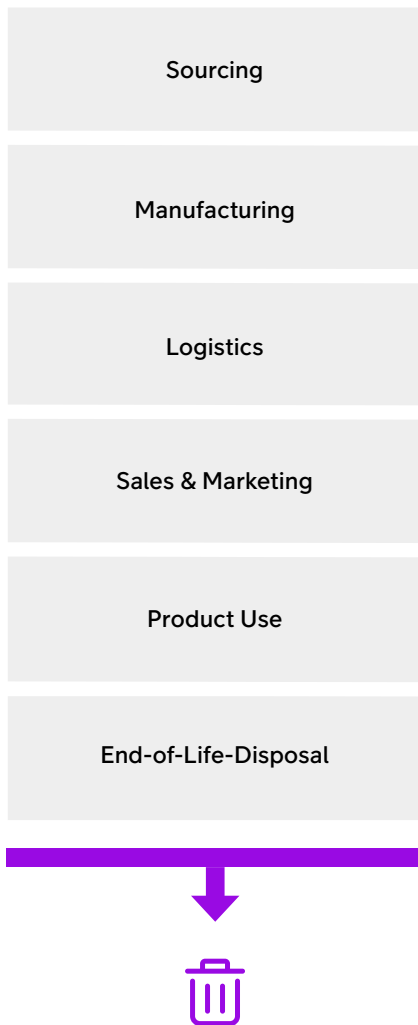 Sourcing
Manufacturing
Logistics
Sales & Marketing
Product Use
End-of-Life-Disposal